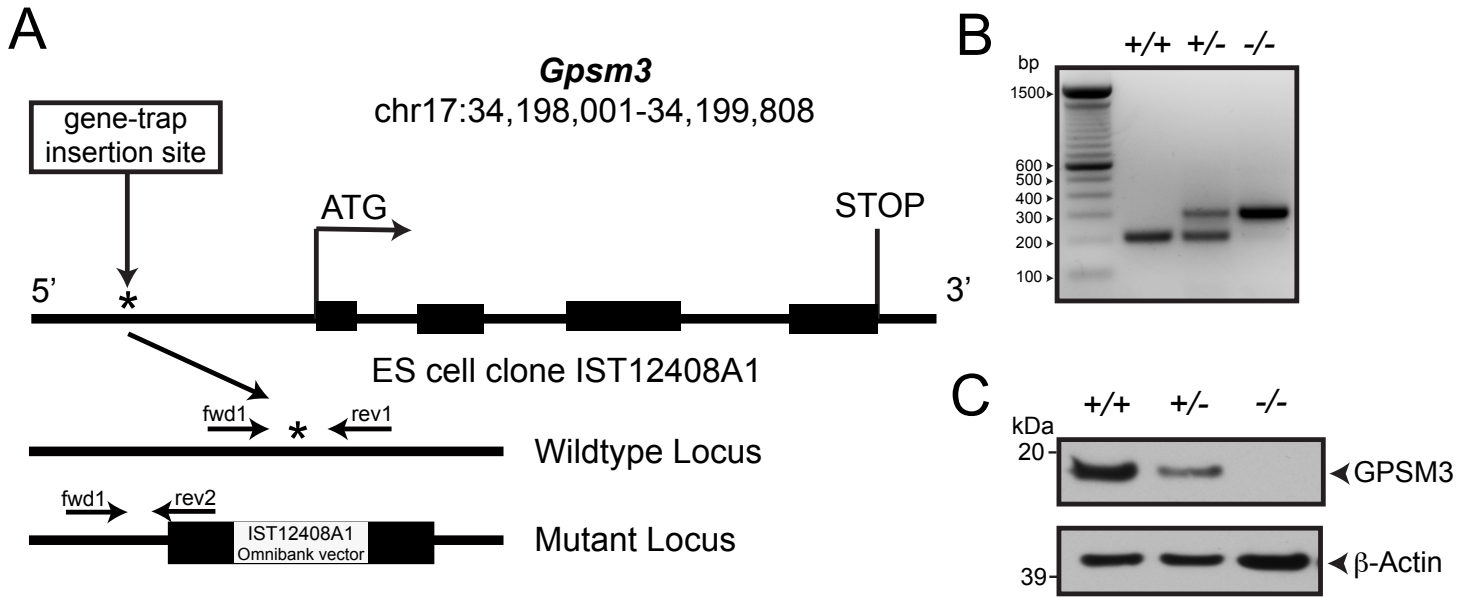 A
Gpsm3
chr17:34,198,001-34,199,808
gene-trap
insertion site
ATG
STOP
5’
*
3’
ES cell clone IST12408A1
fwd1
*
rev1
Wildtype Locus
fwd1
rev2
IST12408A1
Omnibank vector
Mutant Locus
B
+/+ +/- -/-
bp
1500
600
500
400
300
200
100
C
+/+ +/- -/-
kDa
20
GPSM3
39
β-Actin